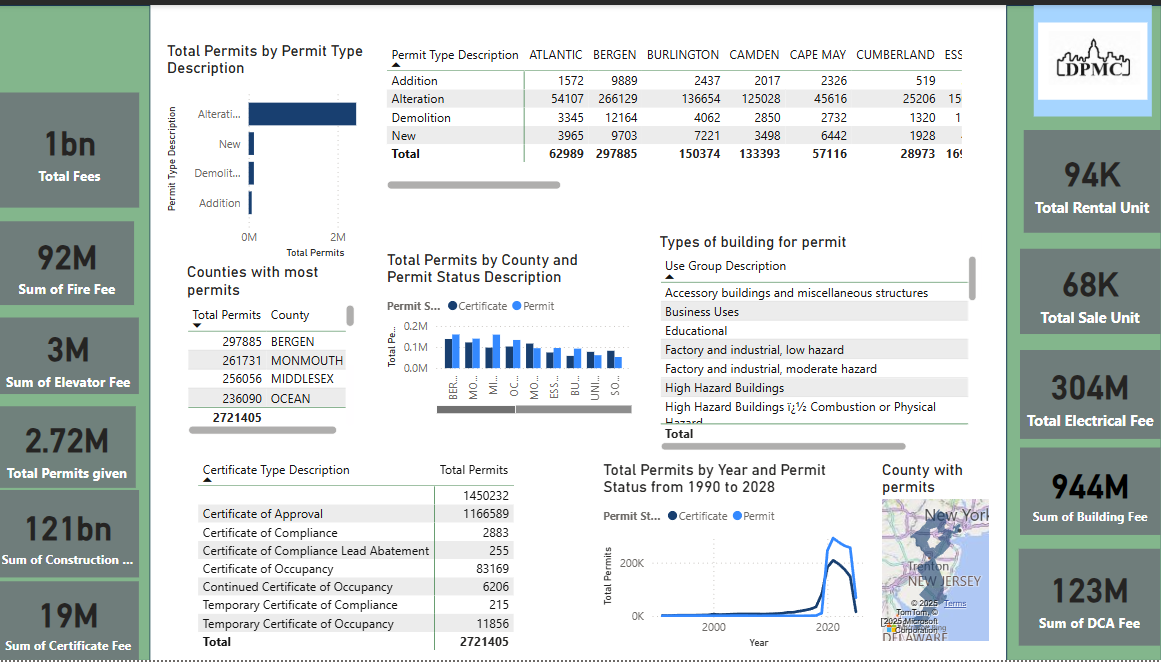 1bn
Total Fees
92M
Sum of Fire Fee
3M
Sum of Elevator Fee
2.72M
Total Permits given
121bn
Sum of Construction ...
19M
Sum of Certificate Fee
Total Permits by Permit Type
Description
Permit Type Description
Alterati...
New
Demolit...
Addition
0M 2M
Total Permits
Permit Type Description ATLANTIC BERGEN BURLINGTON CAMDEN CAPE MAY CUMBERLAND ESS
Addition 1572 9889 2437 2017 2326 519
Alteration 54107 266129 136654 125028 45616 25206 15
Demolition 3345 12164 4062 2850 2732 1320 1
New 3965 9703 7221 3498 6442 1928
Total 62989 297885 150374 133393 57116 28973 169
Counties with most
permits
Total Permits County
297885 BERGEN
261731 MONMOUTH
256056 MIDDLESEX
236090 OCEAN
2721405
Total Permits by County and
Permit Status Description
Permit S... Certificate Permit
Total Pe...
0.2M
0.1M
0.0M
BER...
MO...
MI...
OC...
MO...
ESS...
BU...
UNI...
SO...
Types of building for permit
Use Group Description
Accessory buildings and miscellaneous structures
Business Uses
Educational
Factory and industrial, low hazard
Factory and industrial, moderate hazard
High Hazard Buildings
High Hazard Buildings ï¿½ Combustion or Physical
Hazard
Total
Certificate Type Description Total Permits
1450232
Certificate of Approval 1166589
Certificate of Compliance 2883
Certificate of Compliance Lead Abatement 255
Certificate of Occupancy 83169
Continued Certificate of Occupancy 6206
Temporary Certificate of Compliance 215
Temporary Certificate of Occupancy 11856
Total 2721405
Total Permits by Year and Permit
Status from 1990 to 2028
Permit St... Certificate Permit
Total Permits
200K
0K
2000 2020
Year
County with
permits
New York
Trenton
NEW JERSEY
© 2025 Terms
TomTom, ©
2025 Microsoft
Corporation
DELAWARE
DPMC
94K
Total Rental Unit
68K
Total Sale Unit
304M
Total Electrical Fee
944M
Sum of Building Fee
123M
Sum of DCA Fee